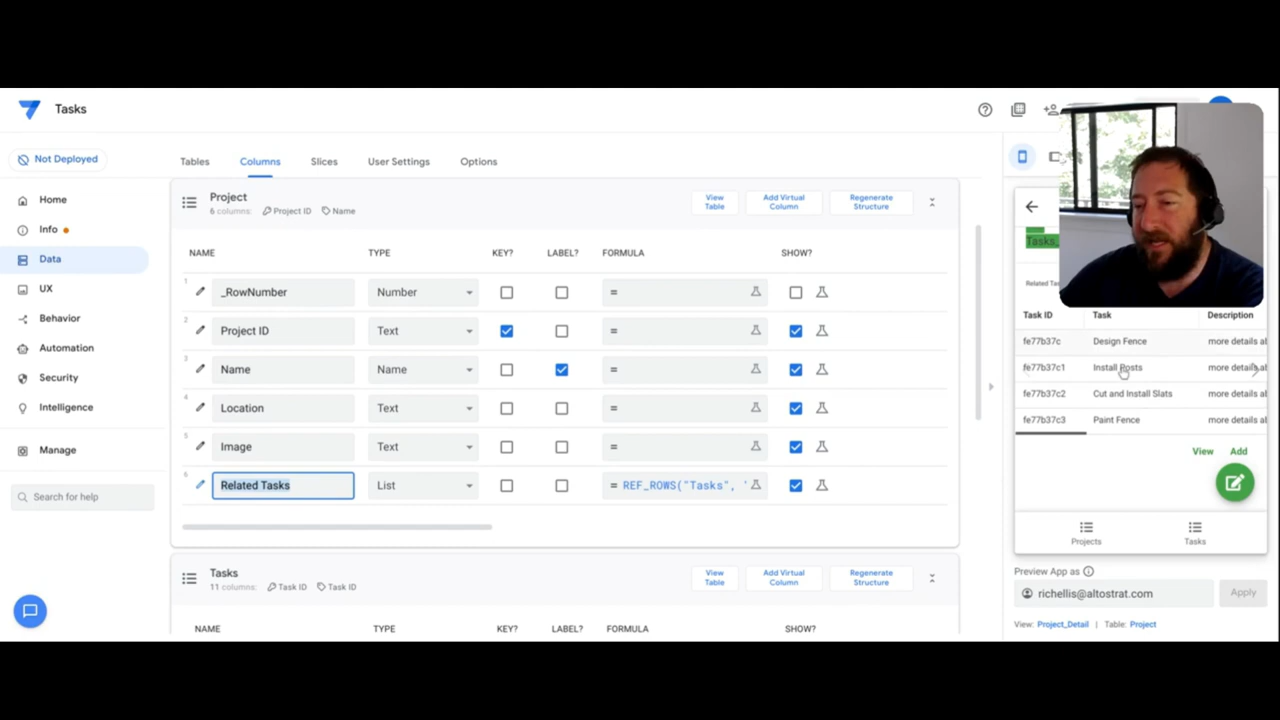 Tasks
Not Deployed
Home
Info
Data
UX
Behavior
Automation
Security
Intelligence
Manage
Search for help
Tables Columns Slices User Settings Options
Project
6 columns: Project ID Name
View Table
Add Virtual Column
Regenerate Structure
NAME TYPE KEY? LABEL? FORMULA SHOW?
1 _RowNumber Number =
2 Project ID Text =
3 Name Name =
4 Location Text =
5 Image Text =
6 Related Tasks List = REF_ROWS("Tasks", "
Tasks
11 columns: Task ID Task ID
View Table
Add Virtual Column
Regenerate Structure
NAME TYPE KEY? LABEL? FORMULA SHOW?
Tasks_
Related Ta
Task ID Task Description
fe77b37c Design Fence more details al
fe77b37c1 Install Posts more details al
fe77b37c2 Cut and Install Slats more details al
fe77b37c3 Paint Fence more details al
View Add
Projects Tasks
Preview App as
richellis@altostrat.com Apply
View: Project_Detail | Table: Project